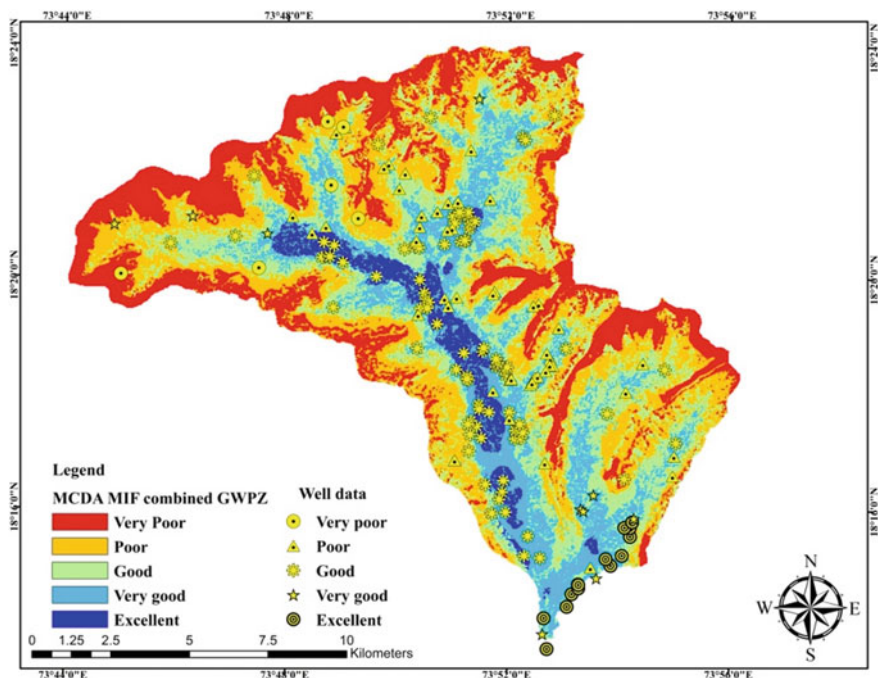 73°44'0"E 73°48'0"E 73°52'0"E 73°56'0"E
18°24'0"N 18°24'0"N
18°20'0"N 18°20'0"N
18°16'0"N 18°16'0"N
Legend
MCDA MIF combined GWPZ Well data
Very Poor Very poor
Poor Poor
Good Good
Very good Very good
Excellent Excellent
0 1.25 2.5 5 7.5 10
Kilometers
N
W E
S
73°44'0"E 73°48'0"E 73°52'0"E 73°56'0"E